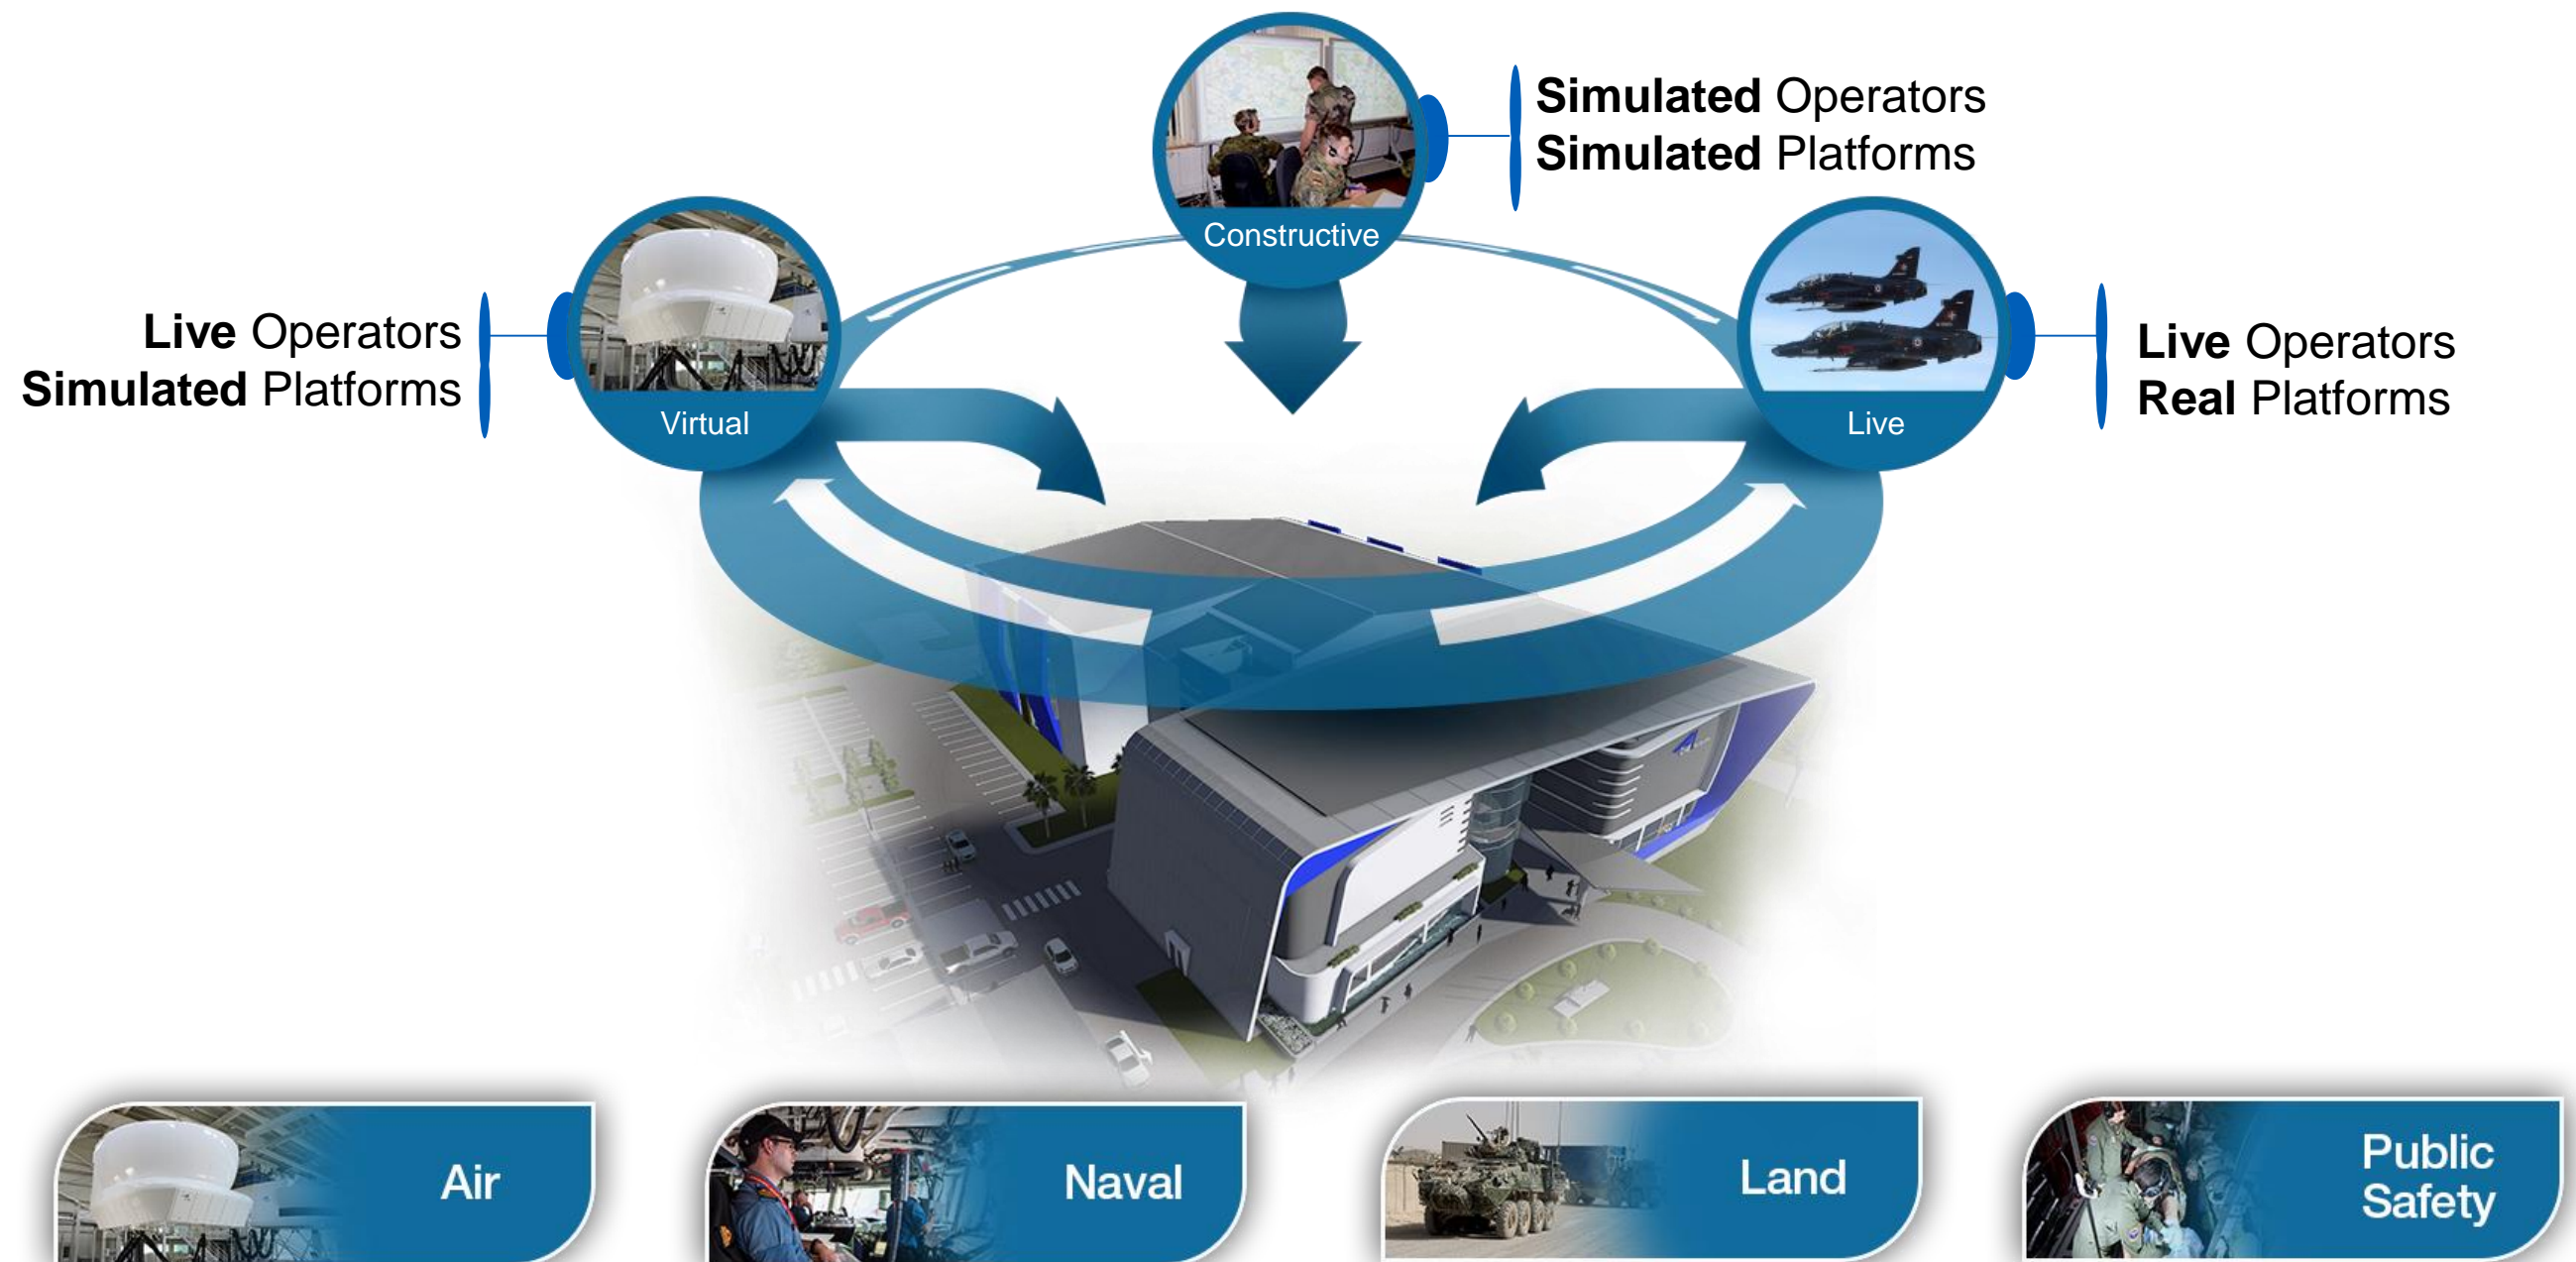 Simulated Operators
Simulated Platforms
Constructive
Live Operators
Simulated Platforms
Virtual
Live Operators
Real Platforms
Live
Air
Naval
Land
Public
Safety